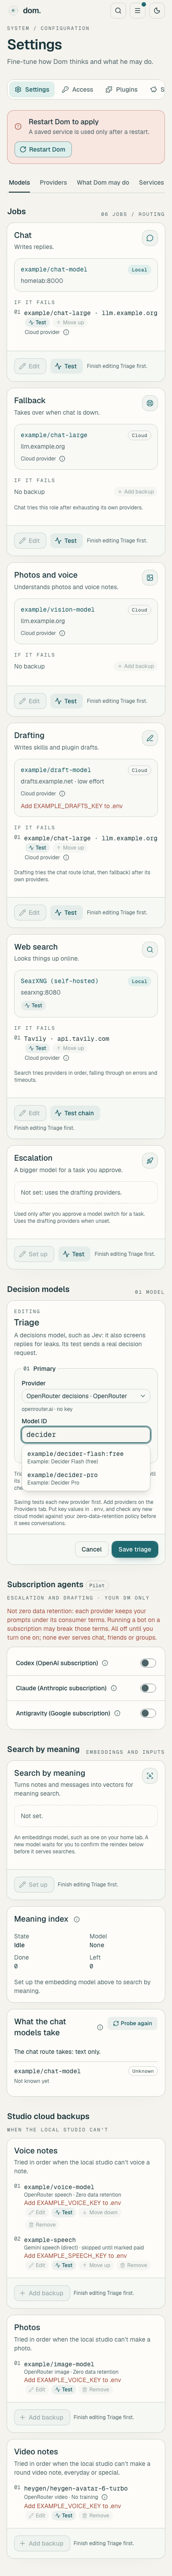 dom.
SYSTEM / CONFIGURATION
Settings
Fine-tune how Dom thinks and what he may do.
Settings
Access
Plugins
S
Restart Dom to apply
A saved service is only used after a restart.
Restart Dom
Models
Providers
What Dom may do
Services
Jobs
06 JOBS / ROUTING
Chat
Writes replies.
example/chat-model
Local
homelab:8000
IF IT FAILS
01 example/chat-large · llm.example.org
Test
Move up
Cloud provider
Edit
Test
Finish editing Triage first.
Fallback
Takes over when chat is down.
example/chat-large
Cloud
llm.example.org
Cloud provider
IF IT FAILS
No backup
Add backup
Chat tries this role after exhausting its own providers.
Edit
Test
Finish editing Triage first.
Photos and voice
Understands photos and voice notes.
example/vision-model
Cloud
llm.example.org
Cloud provider
IF IT FAILS
No backup
Add backup
Edit
Test
Finish editing Triage first.
Drafting
Writes skills and plugin drafts.
example/draft-model
Cloud
drafts.example.net · low effort
Cloud provider
Add EXAMPLE_DRAFTS_KEY to .env
IF IT FAILS
01 example/chat-large · llm.example.org
Test
Move up
Cloud provider
Drafting tries the chat route (chat, then fallback) after its
own providers.
Edit
Test
Finish editing Triage first.
Web search
Looks things up online.
SearXNG (self-hosted)
Local
searxng:8080
Test
IF IT FAILS
01 Tavily · api.tavily.com
Test
Move up
Cloud provider
Search tries providers in order, falling through on errors and
timeouts.
Edit
Test chain
Finish editing Triage first.
Escalation
A bigger model for a task you approve.
Not set: uses the drafting providers.
Used only after you approve a model switch for a task.
Uses the drafting providers when unset.
Set up
Test
Finish editing Triage first.
Decision models
01 MODEL
EDITING
Triage
A decisions model, such as Jev: it also screens
replies for leaks. Its test sends a real decision
request.
01 Primary
Provider
OpenRouter decisions · OpenRouter
openrouter.ai · no key
Model ID
decider
example/decider-flash:free
Example: Decider Flash (free)
example/decider-pro
Example: Decider Pro
Saving tests each new provider first. Add providers on the
Providers tab. Put key values in .env, and check any new
cloud model against your zero-data-retention policy before
it sees conversations.
Cancel
Save triage
Subscription agents
Pilot
ESCALATION AND DRAFTING · YOUR DM ONLY
Not zero data retention: each provider keeps your
prompts under its consumer terms. Running a bot on a
subscription may break those terms. All off until you
turn one on; none ever serves chat, friends or groups.
Codex (OpenAI subscription)
Claude (Anthropic subscription)
Antigravity (Google subscription)
Search by meaning
EMBEDDINGS AND INPUTS
Search by meaning
Turns notes and messages into vectors for
meaning search.
Not set.
An embeddings model, such as one on your home lab. A
new model waits for you to confirm the reindex below
before it serves searches.
Set up
Finish editing Triage first.
Meaning index
State
Model
Idle
None
Done
Left
0
0
Set up the embedding model above to search by
meaning.
What the chat
models take
Probe again
The chat route takes: text only.
example/chat-model
Unknown
Not known yet
Studio cloud backups
WHEN THE LOCAL STUDIO CAN'T
Voice notes
Tried in order when the local studio can't voice a
note.
01 example/voice-model
OpenRouter speech · Zero data retention
Add EXAMPLE_VOICE_KEY to .env
Edit
Test
Move down
Remove
02 example-speech
Gemini speech (direct) · skipped until marked paid
Add EXAMPLE_SPEECH_KEY to .env
Edit
Test
Move up
Remove
Add backup
Finish editing Triage first.
Photos
Tried in order when the local studio can't make a
photo.
01 example/image-model
OpenRouter image · Zero data retention
Add EXAMPLE_VOICE_KEY to .env
Edit
Test
Remove
Add backup
Finish editing Triage first.
Video notes
Tried in order when the local studio can't make a
round video note, everyday or special.
01 heygen/heygen-avatar-6-turbo
OpenRouter video · No training
Add EXAMPLE_VOICE_KEY to .env
Edit
Test
Remove
Add backup
Finish editing Triage first.